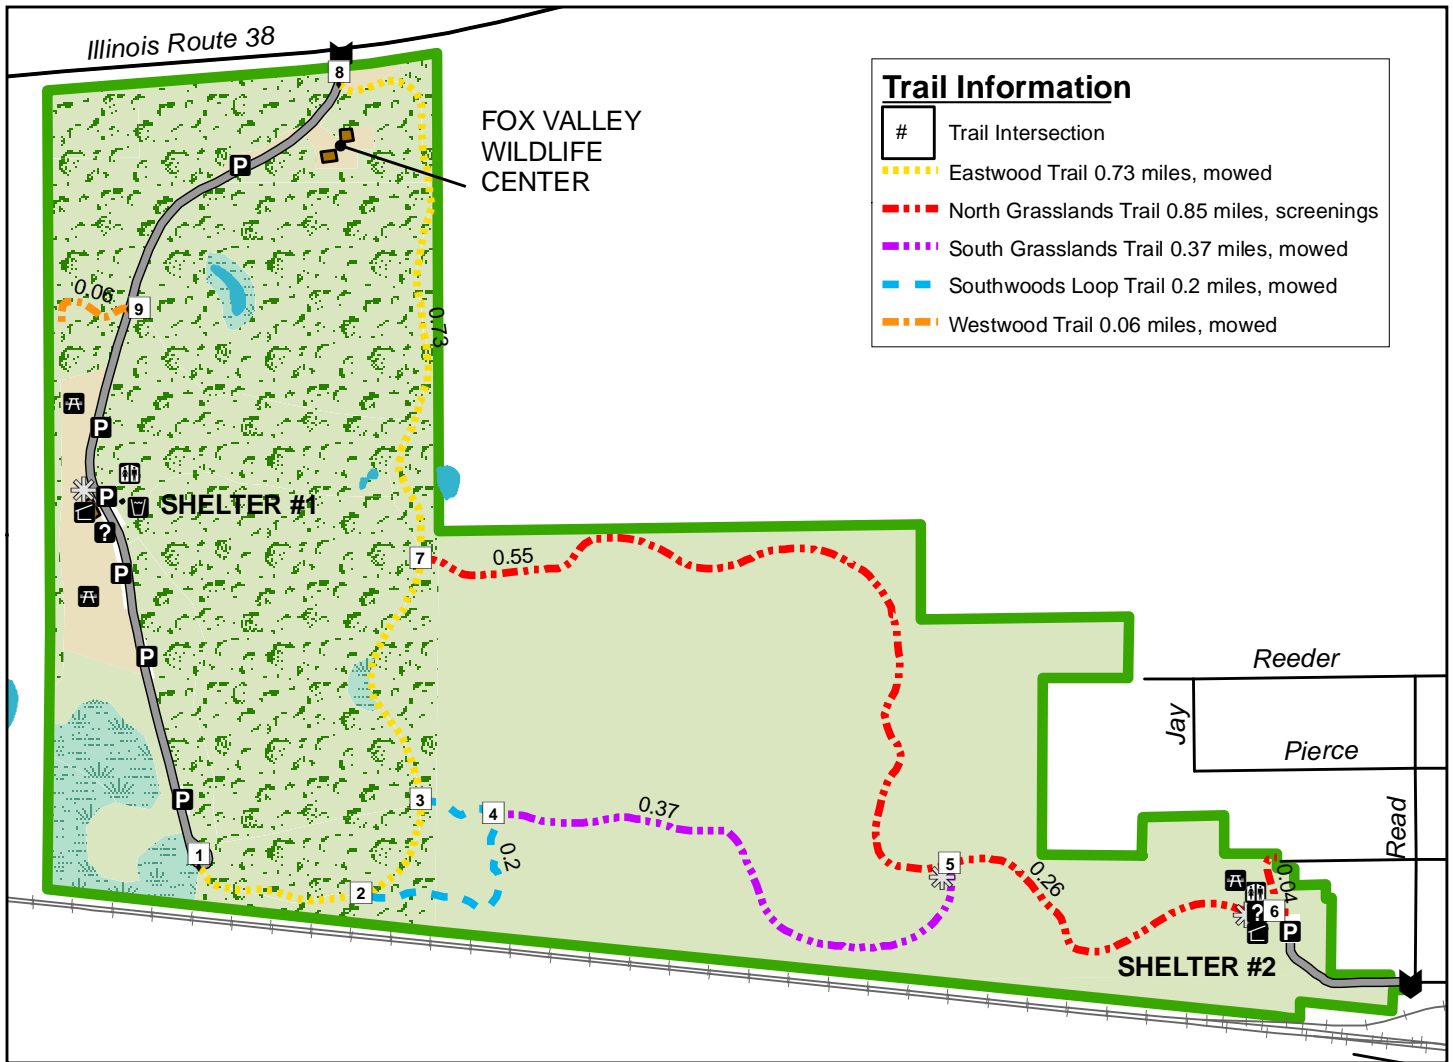 Illinois Route 38
8
FOX VALLEY
WILDLIFE
CENTER
Trail Information
# Trail Intersection
Eastwood Trail 0.73 miles, mowed
North Grasslands Trail 0.85 miles, screenings
South Grasslands Trail 0.37 miles, mowed
Southwoods Loop Trail 0.2 miles, mowed
Westwood Trail 0.06 miles, mowed
P
0.06
9
0.73
P
P
SHELTER #1
?
P
7
0.55
P
Reeder
Jay
Pierce
Read
P
3
4
0.37
0.2
1
2
5
0.26
0.04
?
6
P
SHELTER #2